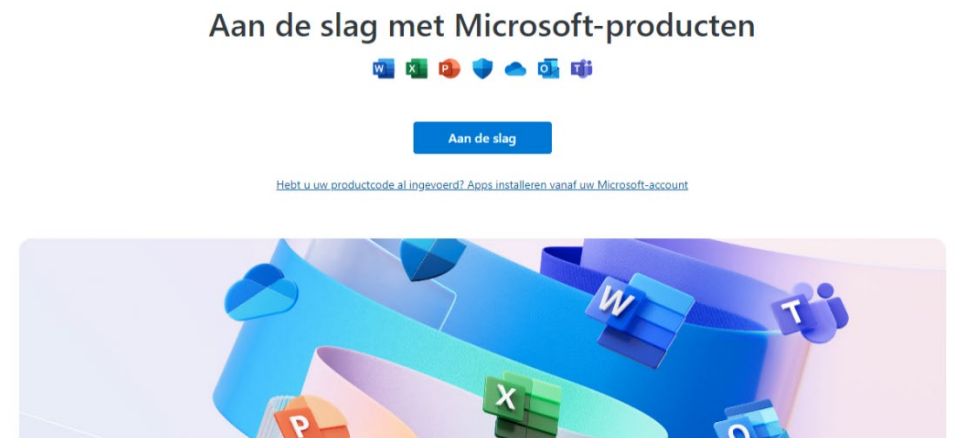 Aan de slag met Microsoft-producten
W X P O T
Aan de slag
Hebt u uw productcode al ingevoerd? Apps installeren vanaf uw Microsoft-account
W
T
X
P
O